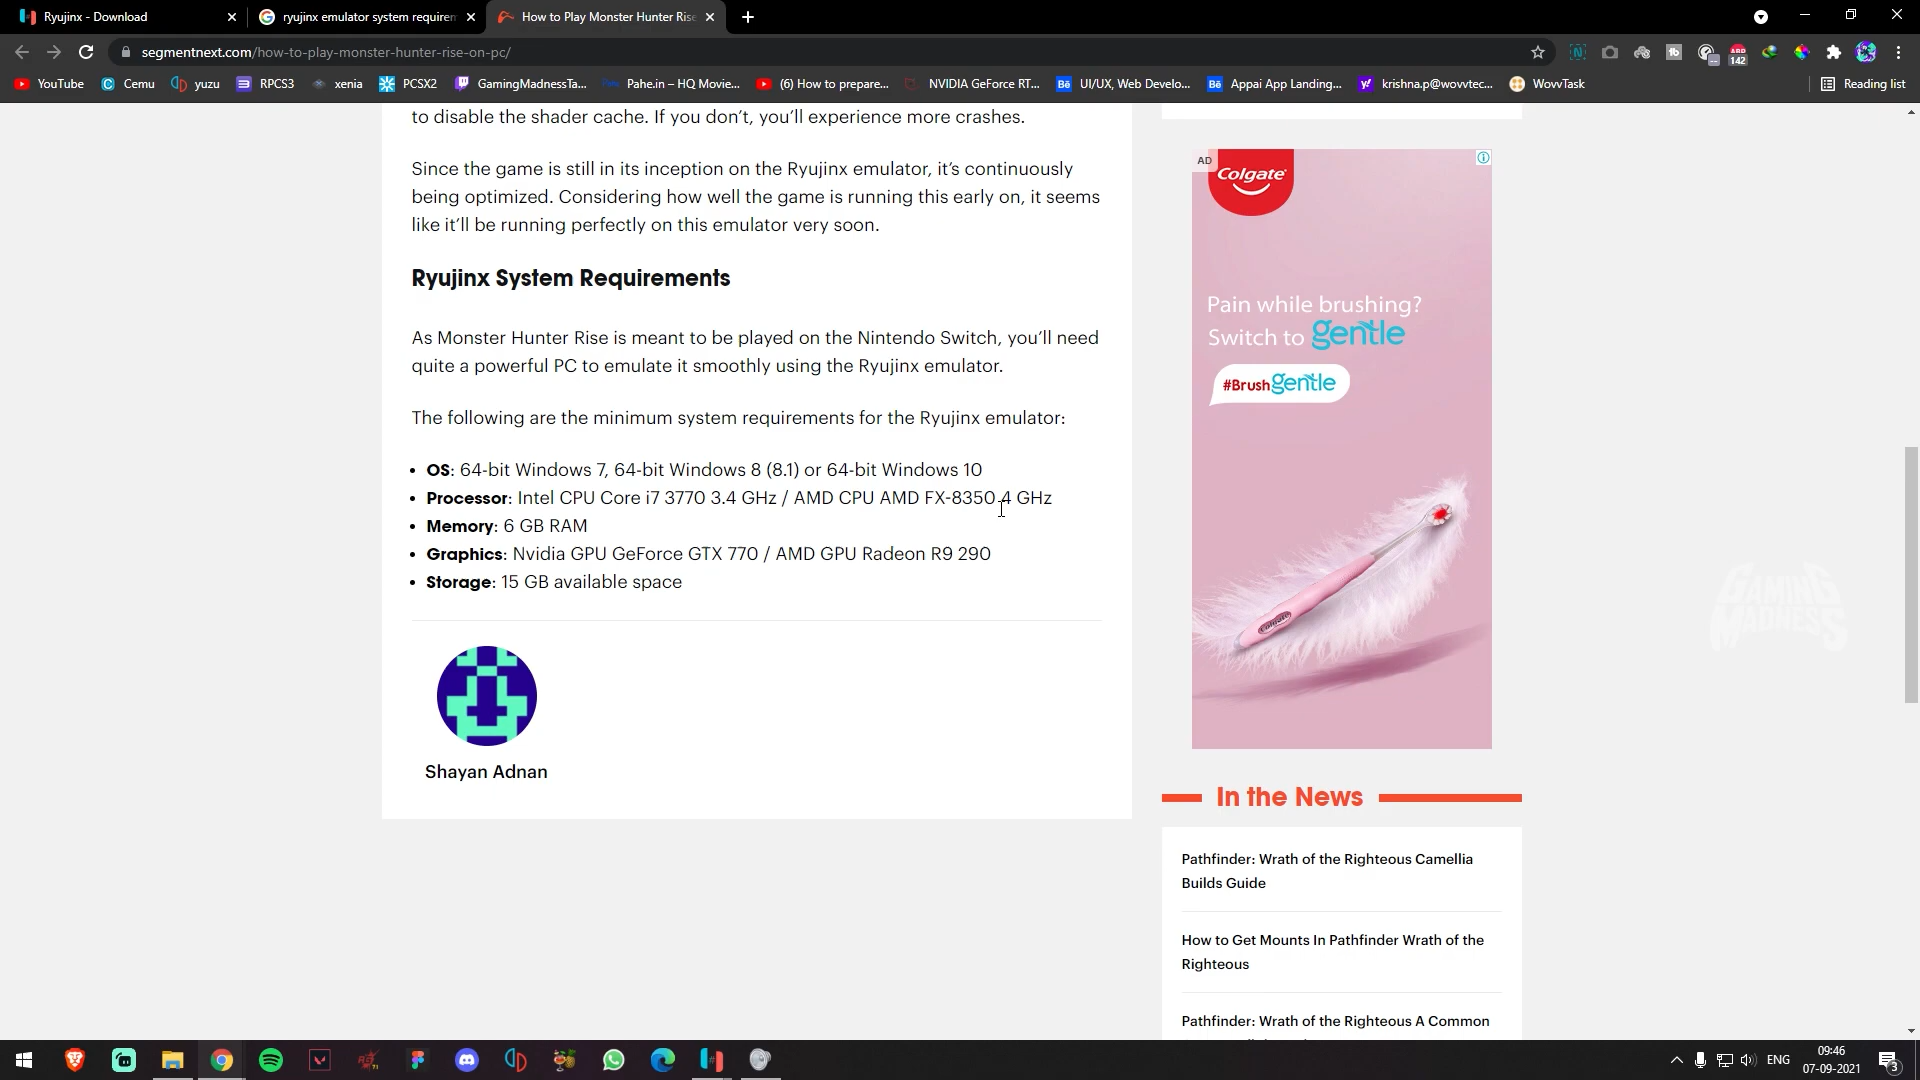 Ryujinx - Download
ryujinx emulator system requirem
How to Play Monster Hunter Rise
segmentnext.com/how-to-play-monster-hunter-rise-on-pc/
ABP
142
YouTube
Cemu
yuzu
RPCS3
xenia
PCSX2
GamingMadnessTa...
Pahe.in – HQ Movie...
(6) How to prepare...
NVIDIA GeForce RT...
Bē UI/UX, Web Develo...
Bē Appai App Landing...
krishna.p@wovvtec...
WovvTask
Reading list
to disable the shader cache. If you don’t, you’ll experience more crashes.
Since the game is still in its inception on the Ryujinx emulator, it’s continuously
being optimized. Considering how well the game is running this early on, it seems
like it’ll be running perfectly on this emulator very soon.
Ryujinx System Requirements
As Monster Hunter Rise is meant to be played on the Nintendo Switch, you’ll need
quite a powerful PC to emulate it smoothly using the Ryujinx emulator.
The following are the minimum system requirements for the Ryujinx emulator:
• OS: 64-bit Windows 7, 64-bit Windows 8 (8.1) or 64-bit Windows 10
• Processor: Intel CPU Core i7 3770 3.4 GHz / AMD CPU AMD FX-8350 4 GHz
• Memory: 6 GB RAM
• Graphics: Nvidia GPU GeForce GTX 770 / AMD GPU Radeon R9 290
• Storage: 15 GB available space
Shayan Adnan
AD
Colgate
Pain while brushing?
Switch to gentle
#Brushgentle
Colgate
GAMING
MADNESS
In the News
Pathfinder: Wrath of the Righteous Camellia
Builds Guide
How to Get Mounts In Pathfinder Wrath of the
Righteous
Pathfinder: Wrath of the Righteous A Common
ENG
09:46
07-09-2021
3